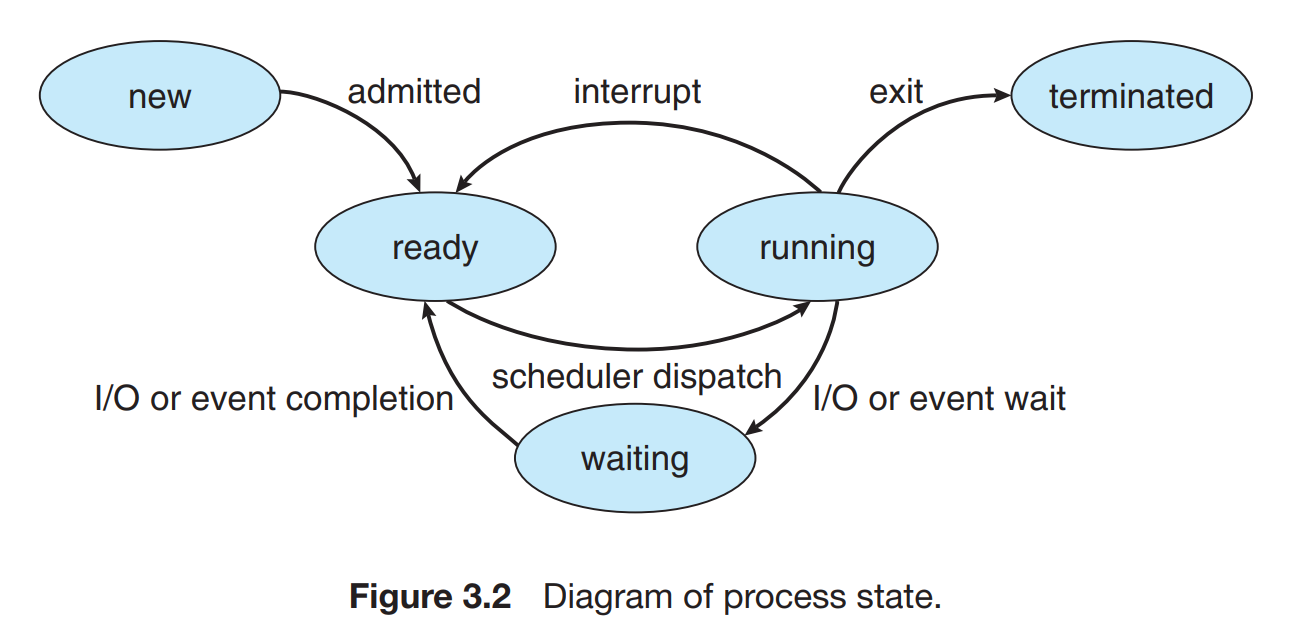 new
admitted
interrupt
exit
terminated
ready
running
scheduler dispatch
I/O or event completion
I/O or event wait
waiting
Figure 3.2 Diagram of process state.